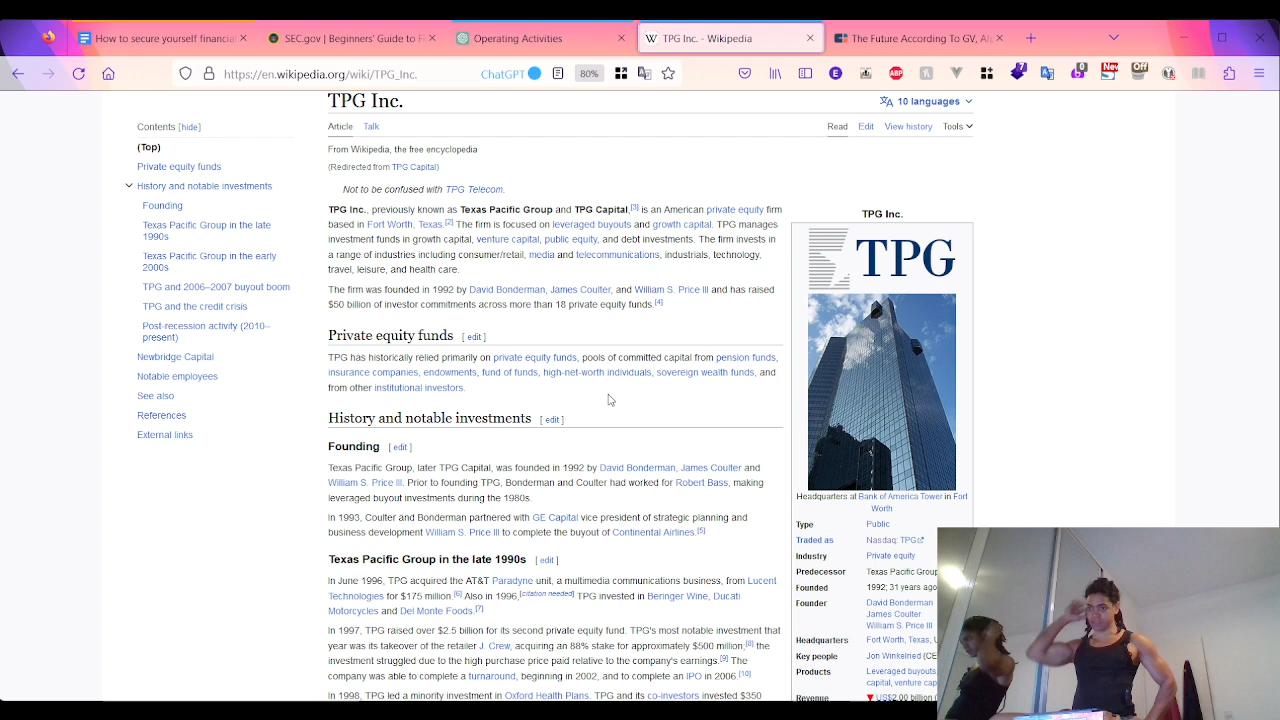 How to secure yourself financial
SEC.gov | Beginners' Guide to F
Operating Activities
TPG Inc. - Wikipedia
The Future According To GV, Al
https://en.wikipedia.org/wiki/TPG_Inc.
ChatGPT
80%
E
ABP
7
0
New
Off
TPG Inc.
10 languages
Contents [hide]
Article Talk
Read Edit View history Tools
(Top)
From Wikipedia, the free encyclopedia
Private equity funds
(Redirected from TPG Capital)
History and notable investments
Founding
Texas Pacific Group in the late
1990s
Texas Pacific Group in the early
2000s
TPG and 2006–2007 buyout boom
TPG and the credit crisis
Post-recession activity (2010–
present)
Newbridge Capital
Notable employees
See also
References
External links
Not to be confused with TPG Telecom.
TPG Inc., previously known as Texas Pacific Group and TPG Capital,[3] is an American private equity firm
based in Fort Worth, Texas.[2] The firm is focused on leveraged buyouts and growth capital. TPG manages
investment funds in growth capital, venture capital, public equity, and debt investments. The firm invests in
a range of industries including consumer/retail, media and telecommunications, industrials, technology,
travel, leisure, and health care.
The firm was founded in 1992 by David Bonderman, James Coulter, and William S. Price III and has raised
$50 billion of investor commitments across more than 18 private equity funds.[4]
Private equity funds [ edit ]
TPG has historically relied primarily on private equity funds, pools of committed capital from pension funds,
insurance companies, endowments, fund of funds, high-net-worth individuals, sovereign wealth funds, and
from other institutional investors.
History and notable investments [ edit ]
Founding [ edit ]
Texas Pacific Group, later TPG Capital, was founded in 1992 by David Bonderman, James Coulter and
William S. Price III. Prior to founding TPG, Bonderman and Coulter had worked for Robert Bass, making
leveraged buyout investments during the 1980s.
In 1993, Coulter and Bonderman partnered with GE Capital vice president of strategic planning and
business development William S. Price III to complete the buyout of Continental Airlines.[5]
Texas Pacific Group in the late 1990s [ edit ]
In June 1996, TPG acquired the AT&T Paradyne unit, a multimedia communications business, from Lucent
Technologies for $175 million.[6] Also in 1996,[citation needed] TPG invested in Beringer Wine, Ducati
Motorcycles and Del Monte Foods.[7]
In 1997, TPG raised over $2.5 billion for its second private equity fund. TPG's most notable investment that
year was its takeover of the retailer J. Crew, acquiring an 88% stake for approximately $500 million;[8] the
investment struggled due to the high purchase price paid relative to the company's earnings.[9] The
company was able to complete a turnaround, beginning in 2002, and to complete an IPO in 2006.[10]
In 1998, TPG led a minority investment in Oxford Health Plans. TPG and its co-investors invested $350
TPG Inc.
TPG
Headquarters at Bank of America Tower in Fort
Worth
Type Public
Traded as Nasdaq: TPG
Industry Private equity
Predecessor Texas Pacific Group
Founded 1992; 31 years ago
Founder David Bonderman
James Coulter
William S. Price III
Headquarters Fort Worth, Texas, U
Key people Jon Winkelried (CE
Products Leveraged buyouts
capital, venture cap
Revenue US$2.00 billion (